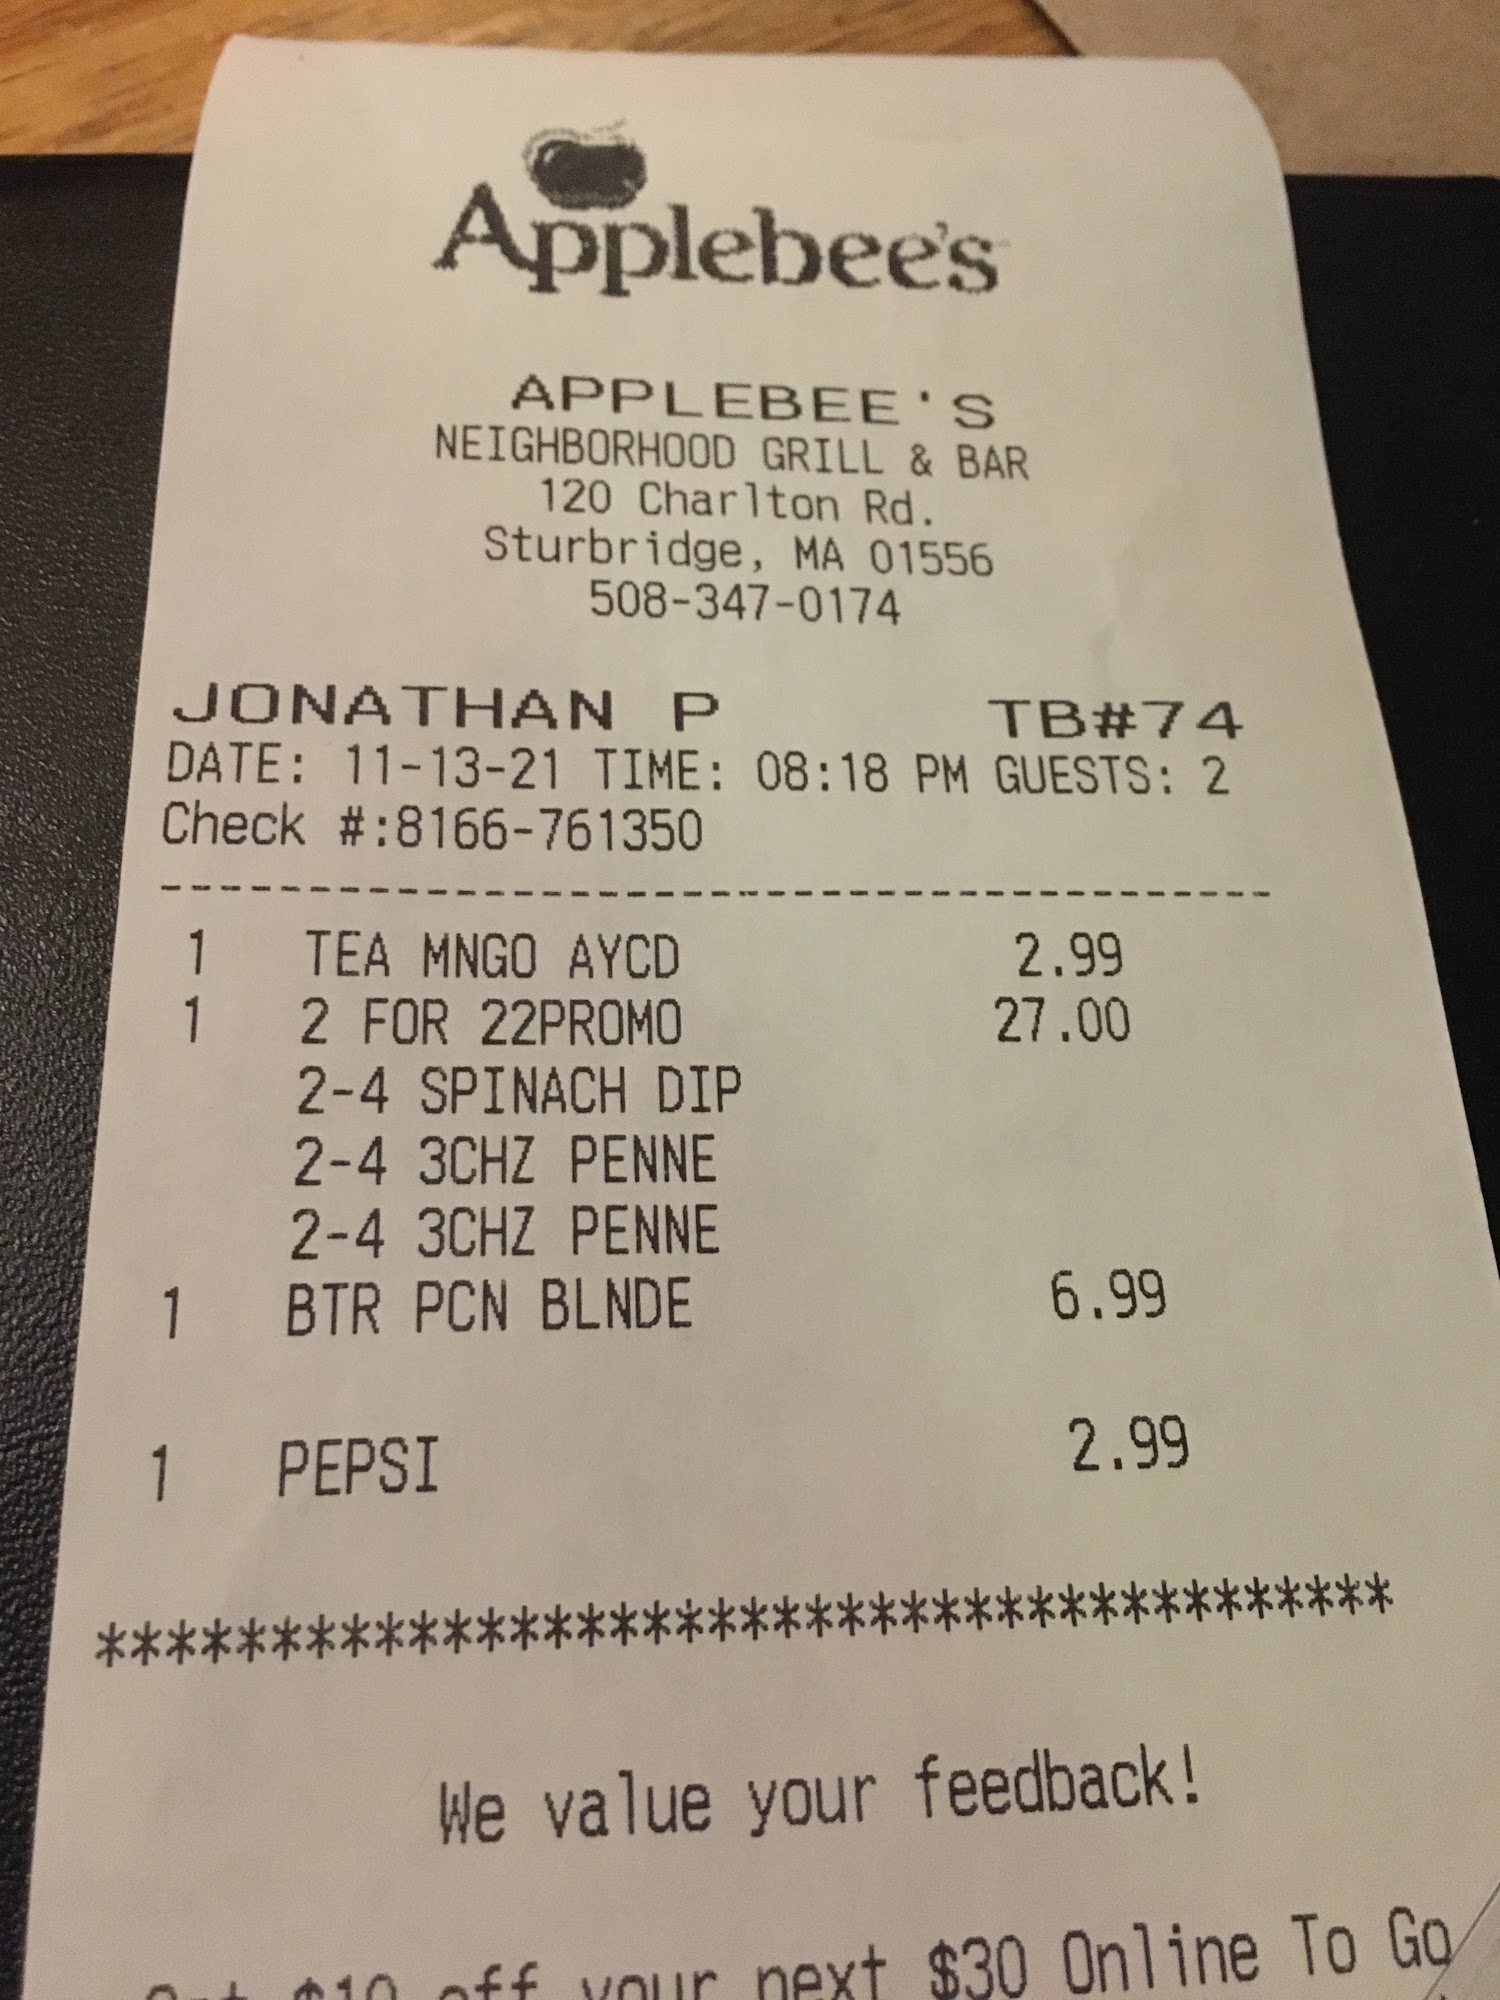 Applebee's
APPLEBEE'S
NEIGHBORHOOD GRILL & BAR
120 Charlton Rd.
Sturbridge, MA 01556
508-347-0174
JONATHAN P TB#74
DATE: 11-13-21 TIME: 08:18 PM GUESTS: 2
Check #:8166-761350
----------------------------------------
1 TEA MNGO AYCD 2.99
1 2 FOR 22PROMO 27.00
2-4 SPINACH DIP
2-4 3CHZ PENNE
2-4 3CHZ PENNE
1 BTR PCN BLNDE 6.99
1 PEPSI 2.99
****************************************
We value your feedback!
Get $10 off your next $30 Online To Go